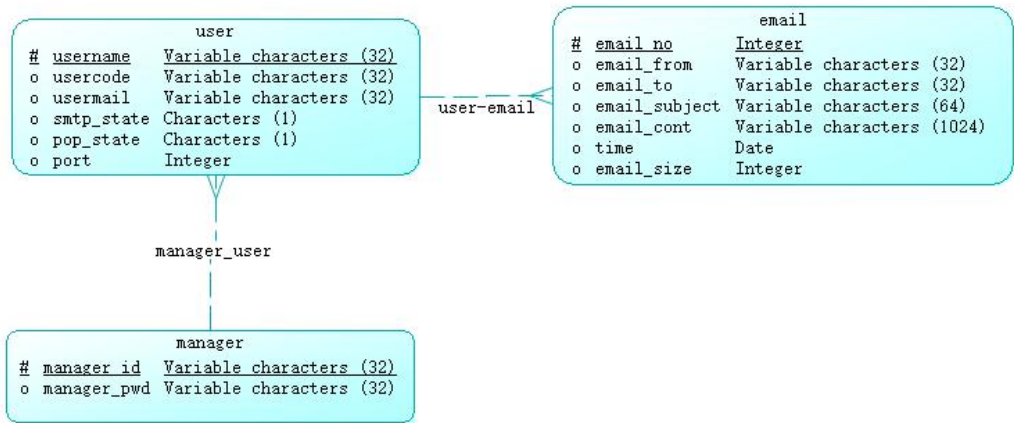 user
# username Variable characters (32)
o usercode Variable characters (32)
o usermail Variable characters (32)
o smtp_state Characters (1)
o pop_state Characters (1)
o port Integer
email
# email_no Integer
o email_from Variable characters (32)
o email_to Variable characters (32)
o email_subject Variable characters (64)
o email_cont Variable characters (1024)
o time Date
o email_size Integer
user-email
manager_user
manager
# manager_id Variable characters (32)
o manager_pwd Variable characters (32)